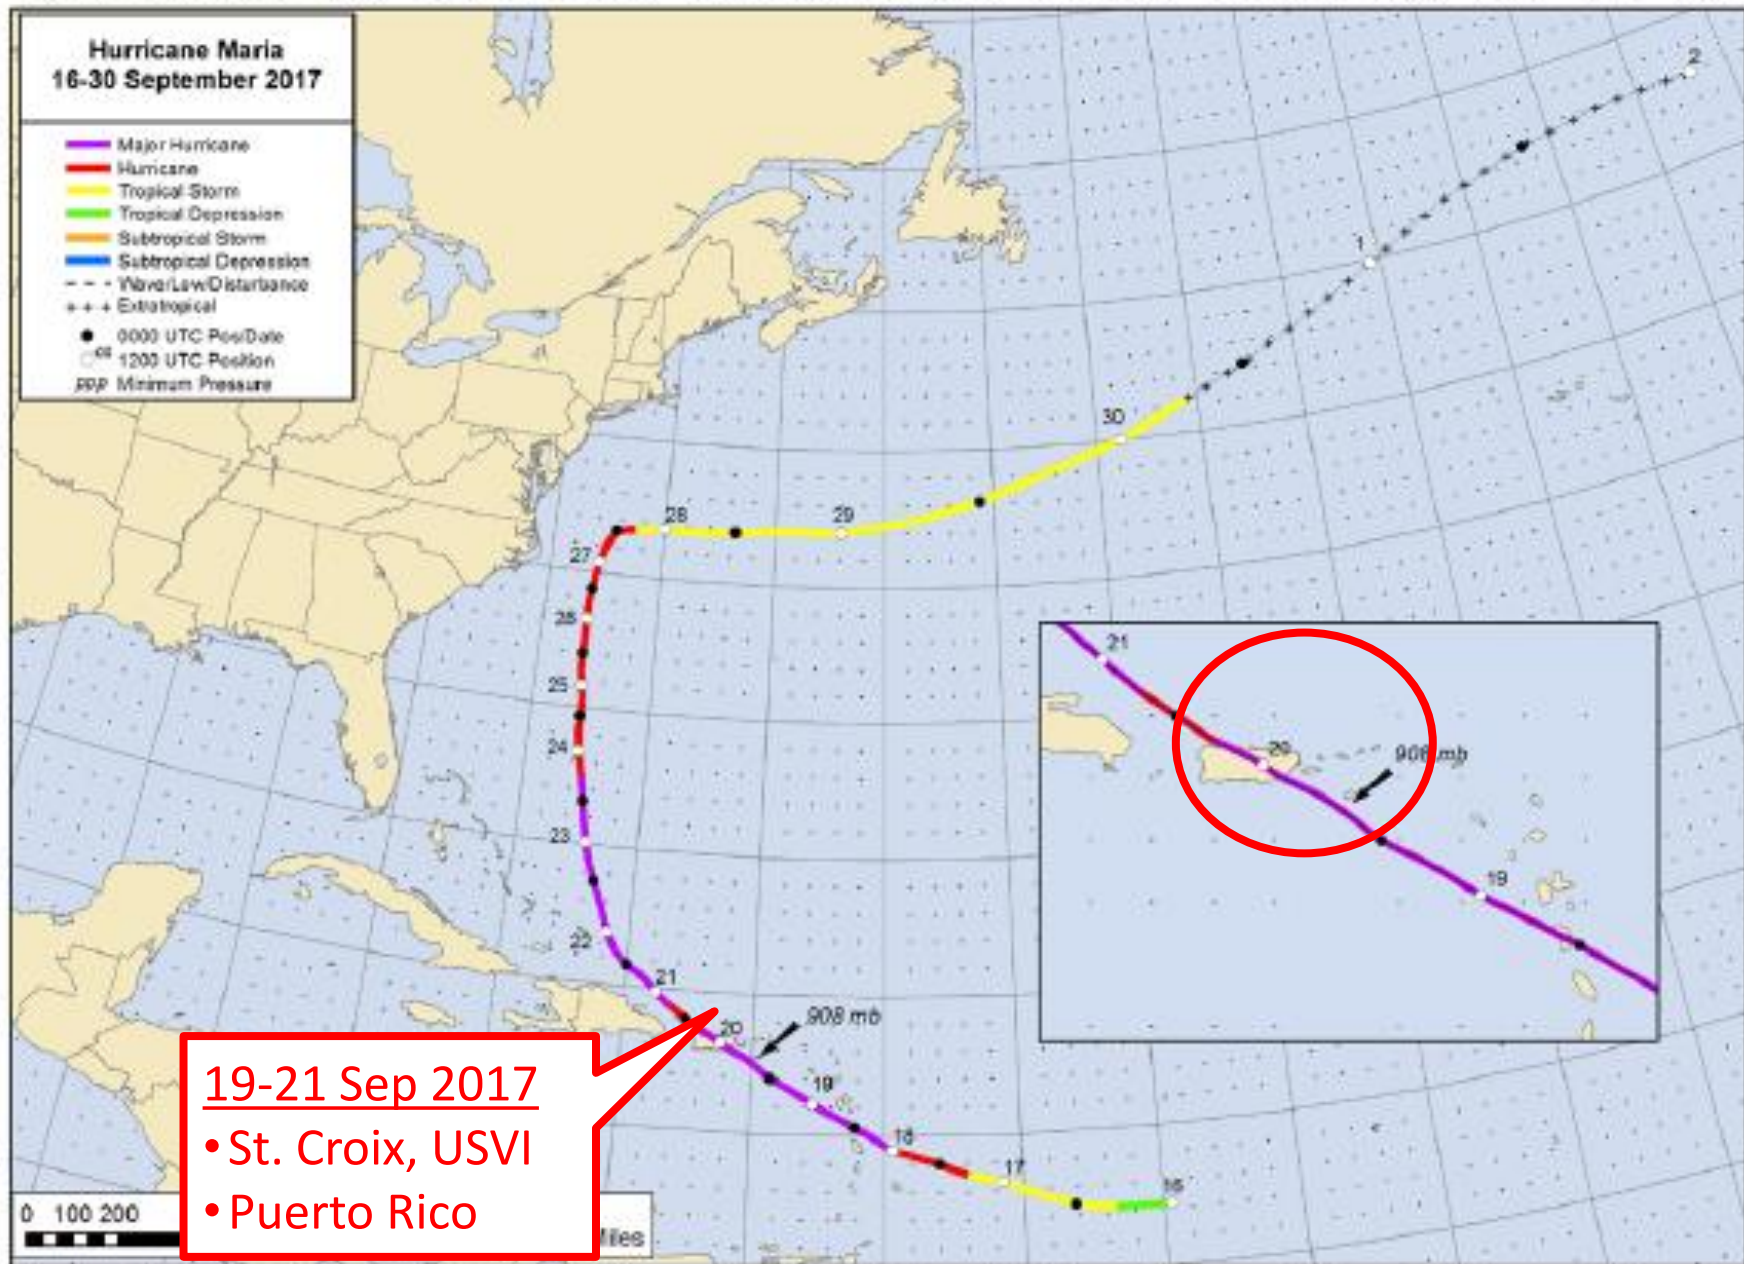 Hurricane Maria
16-30 September 2017
Major Hurricane
Hurricane
Tropical Storm
Tropical Depression
Subtropical Storm
Subtropical Depression
Wave/Low/Disturbance
Extratropical
0000 UTC Pos/Date
1200 UTC Position
PPP Minimum Pressure
2
1
30
29
28
27
26
25
24
23
22
21
20
908 mb
19
18
17
16
21
20
908 mb
19
19-21 Sep 2017
• St. Croix, USVI
• Puerto Rico
0 100 200
Miles